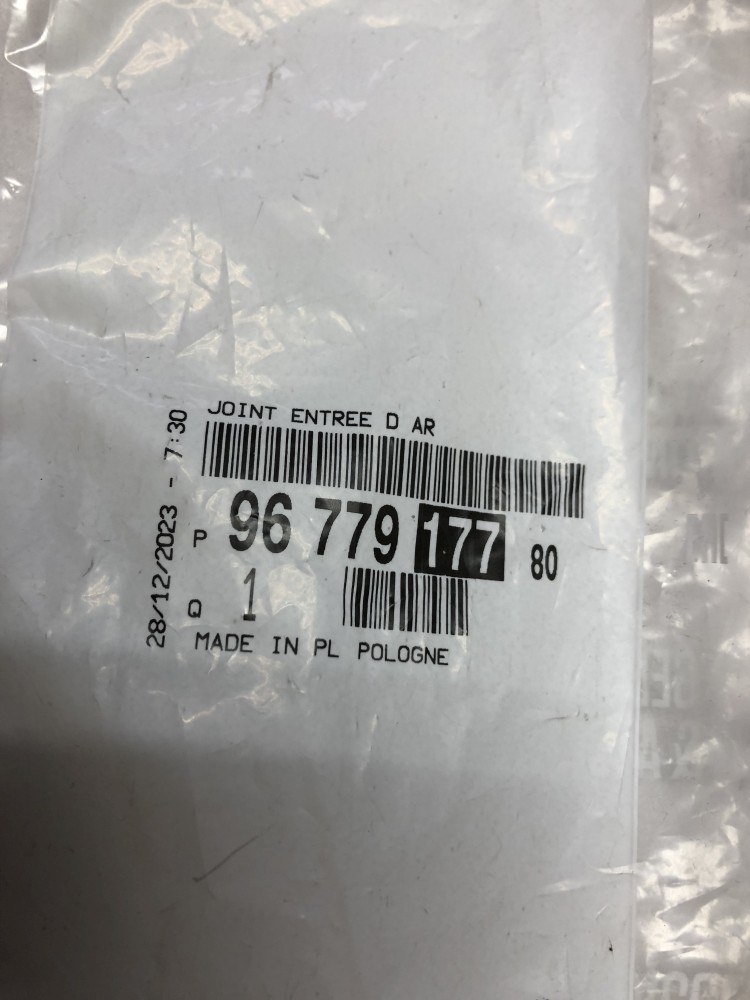 JOINT ENTREE D AR
28/12/2023 - 7:30
P 96 779 177 80
Q 1
MADE IN PL POLOGNE